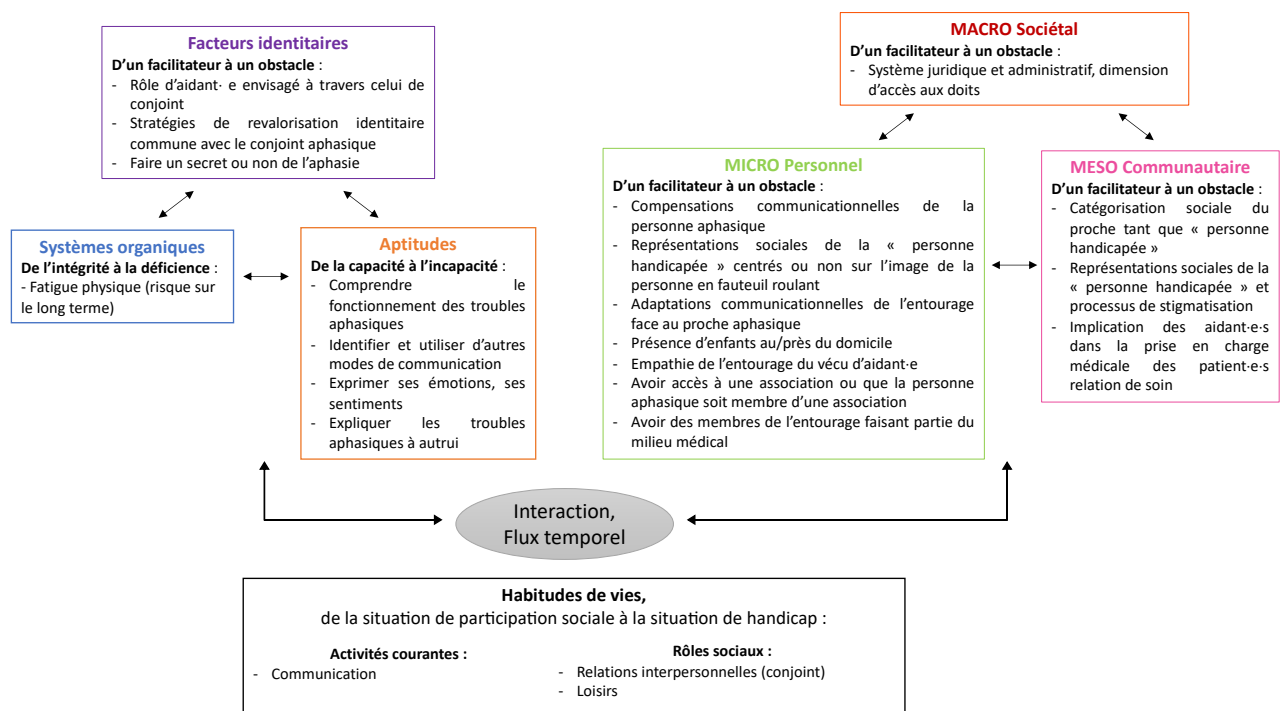 Facteurs identitaires
D'un facilitateur à un obstacle :
- Rôle d'aidant· e envisagé à travers celui de
conjoint
- Stratégies de revalorisation identitaire
commune avec le conjoint aphasique
- Faire un secret ou non de l'aphasie
Systèmes organiques
De l'intégrité à la déficience :
- Fatigue physique (risque sur
le long terme)
Aptitudes
De la capacité à l'incapacité :
- Comprendre le
fonctionnement des troubles
aphasiques
- Identifier et utiliser d'autres
modes de communication
- Exprimer ses émotions, ses
sentiments
- Expliquer les troubles
aphasiques à autrui
MACRO Sociétal
D'un facilitateur à un obstacle :
- Système juridique et administratif, dimension
d'accès aux doits
MICRO Personnel
D'un facilitateur à un obstacle :
- Compensations communicationnelles de la
personne aphasique
- Représentations sociales de la « personne
handicapée » centrés ou non sur l'image de la
personne en fauteuil roulant
- Adaptations communicationnelles de l'entourage
face au proche aphasique
- Présence d'enfants au/près du domicile
- Empathie de l'entourage du vécu d'aidant·e
- Avoir accès à une association ou que la personne
aphasique soit membre d'une association
- Avoir des membres de l'entourage faisant partie du
milieu médical
MESO Communautaire
D'un facilitateur à un obstacle :
- Catégorisation sociale du
proche tant que « personne
handicapée »
- Représentations sociales de la
« personne handicapée » et
processus de stigmatisation
- Implication des aidant·e·s
dans la prise en charge
médicale des patient·e·s
relation de soin
Interaction,
Flux temporel
Habitudes de vies,
de la situation de participation sociale à la situation de handicap :
Activités courantes :
- Communication
Rôles sociaux :
- Relations interpersonnelles (conjoint)
- Loisirs